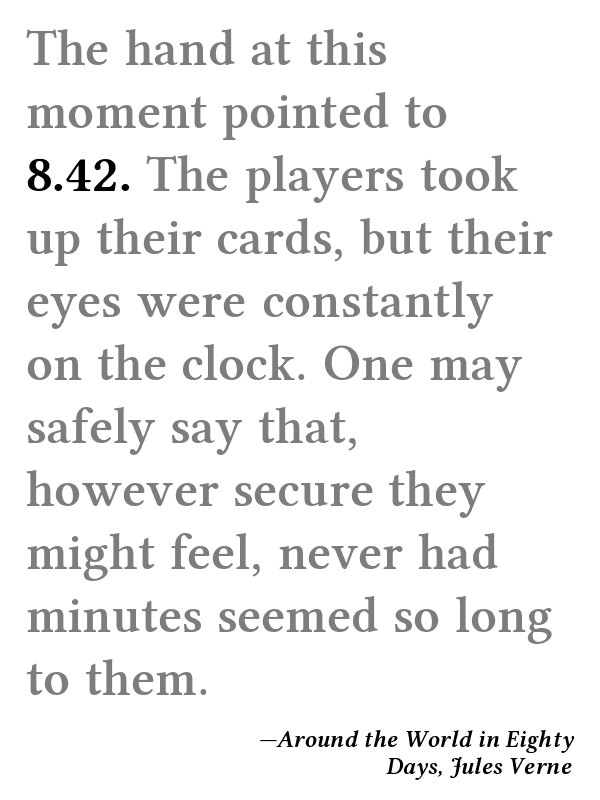 The hand at this
moment pointed to
8.42. The players took
up their cards, but their
eyes were constantly
on the clock. One may
safely say that,
however secure they
might feel, never had
minutes seemed so long
to them.
—Around the World in Eighty
Days, Jules Verne